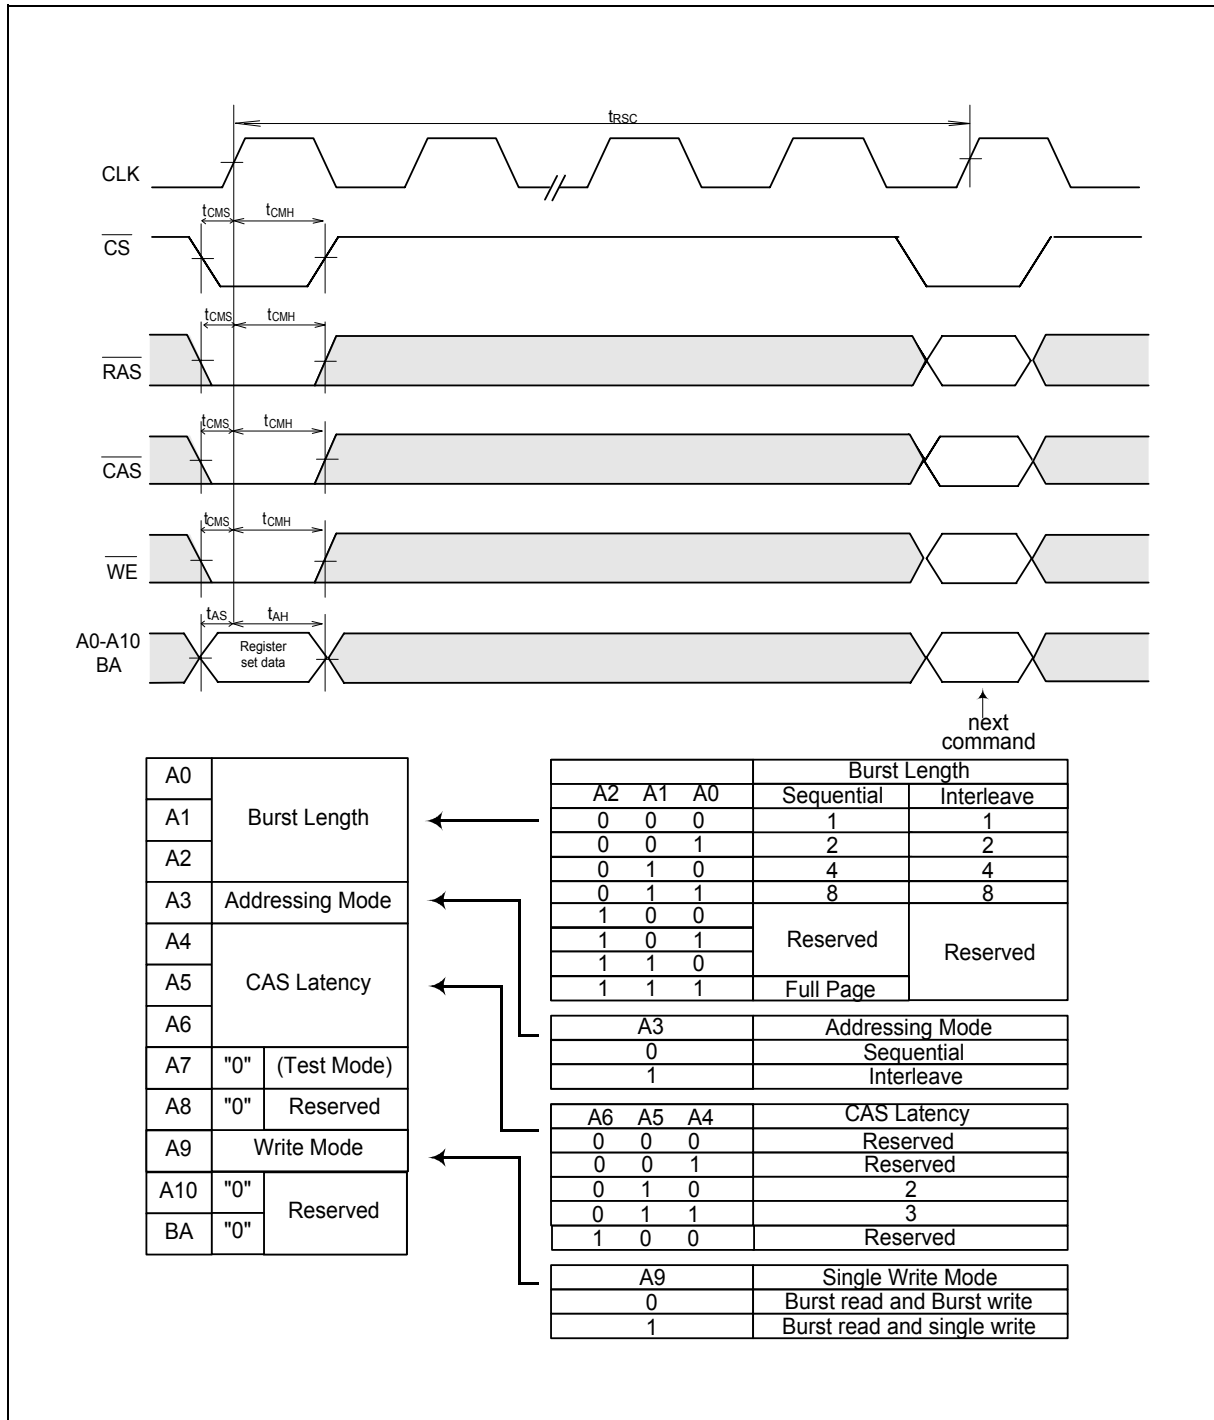 tRSC
CLK
tCMS tCMH
CS
tCMS tCMH
RAS
tCMS tCMH
CAS
tCMS tCMH
WE
tAS tAH
A0-A10
BA
Register
set data
next
command
A0
A1 Burst Length
A2
A3 Addressing Mode
A4
A5 CAS Latency
A6
A7 "0" (Test Mode)
A8 "0" Reserved
A9 Write Mode
A10 "0" Reserved
BA "0"
Burst Length
A2 A1 A0 Sequential Interleave
0 0 0 1 1
0 0 1 2 2
0 1 0 4 4
0 1 1 8 8
1 0 0
1 0 1 Reserved Reserved
1 1 0
1 1 1 Full Page
A3 Addressing Mode
0 Sequential
1 Interleave
A6 A5 A4 CAS Latency
0 0 0 Reserved
0 0 1 Reserved
0 1 0 2
0 1 1 3
1 0 0 Reserved
A9 Single Write Mode
0 Burst read and Burst write
1 Burst read and single write